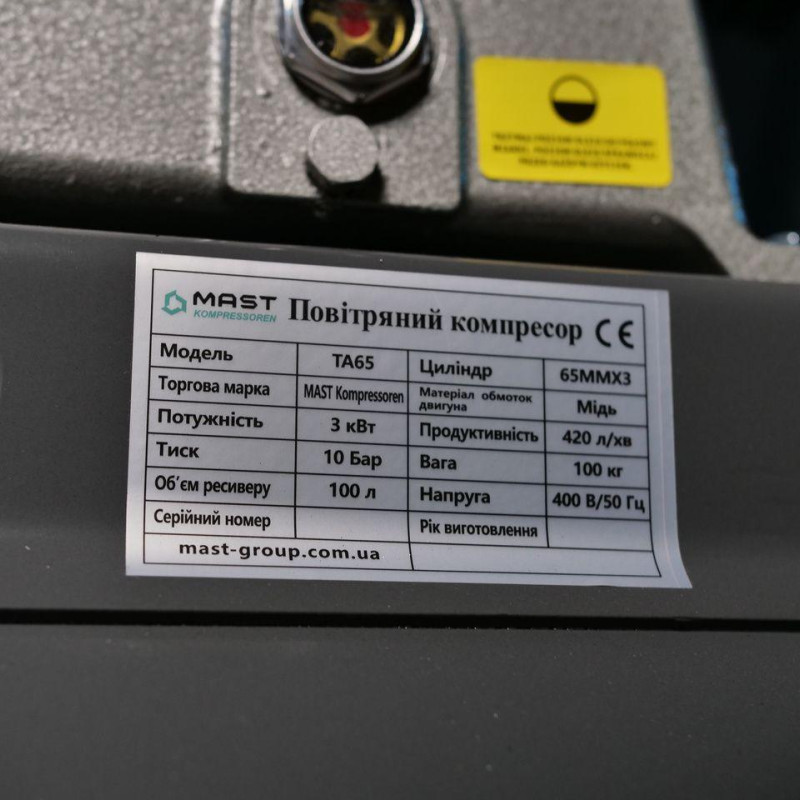 MAST
KOMPRESSOREN
Повітряний компресор CE
Модель TA65 Циліндр 65MMX3
Торгова марка MAST Kompressoren Матеріал обмоток двигуна Мідь
Потужність 3 кВт Продуктивність 420 л/хв
Тиск 10 Бар Вага 100 кг
Об'єм ресиверу 100 л Напруга 400 В/50 Гц
Серійний номер Рік виготовлення
mast-group.com.ua